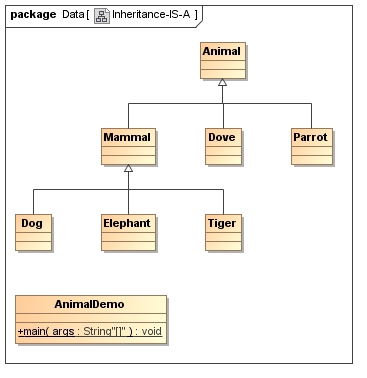 package Data [ Inheritance-IS-A ]
Animal
Mammal Dove Parrot
Dog Elephant Tiger
AnimalDemo
+main( args : String"[]" ) : void